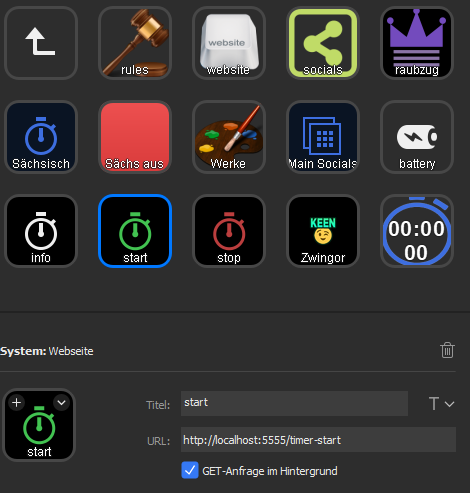 website
rules
website
socials
raubzug
Sächsisch
Sächs aus
Werke
Main Socials
battery
KEEN
00:00
00
info
start
stop
Zwingor
System: Webseite
Titel:
start
T
start
URL:
http://localhost:5555/timer-start
GET-Anfrage im Hintergrund